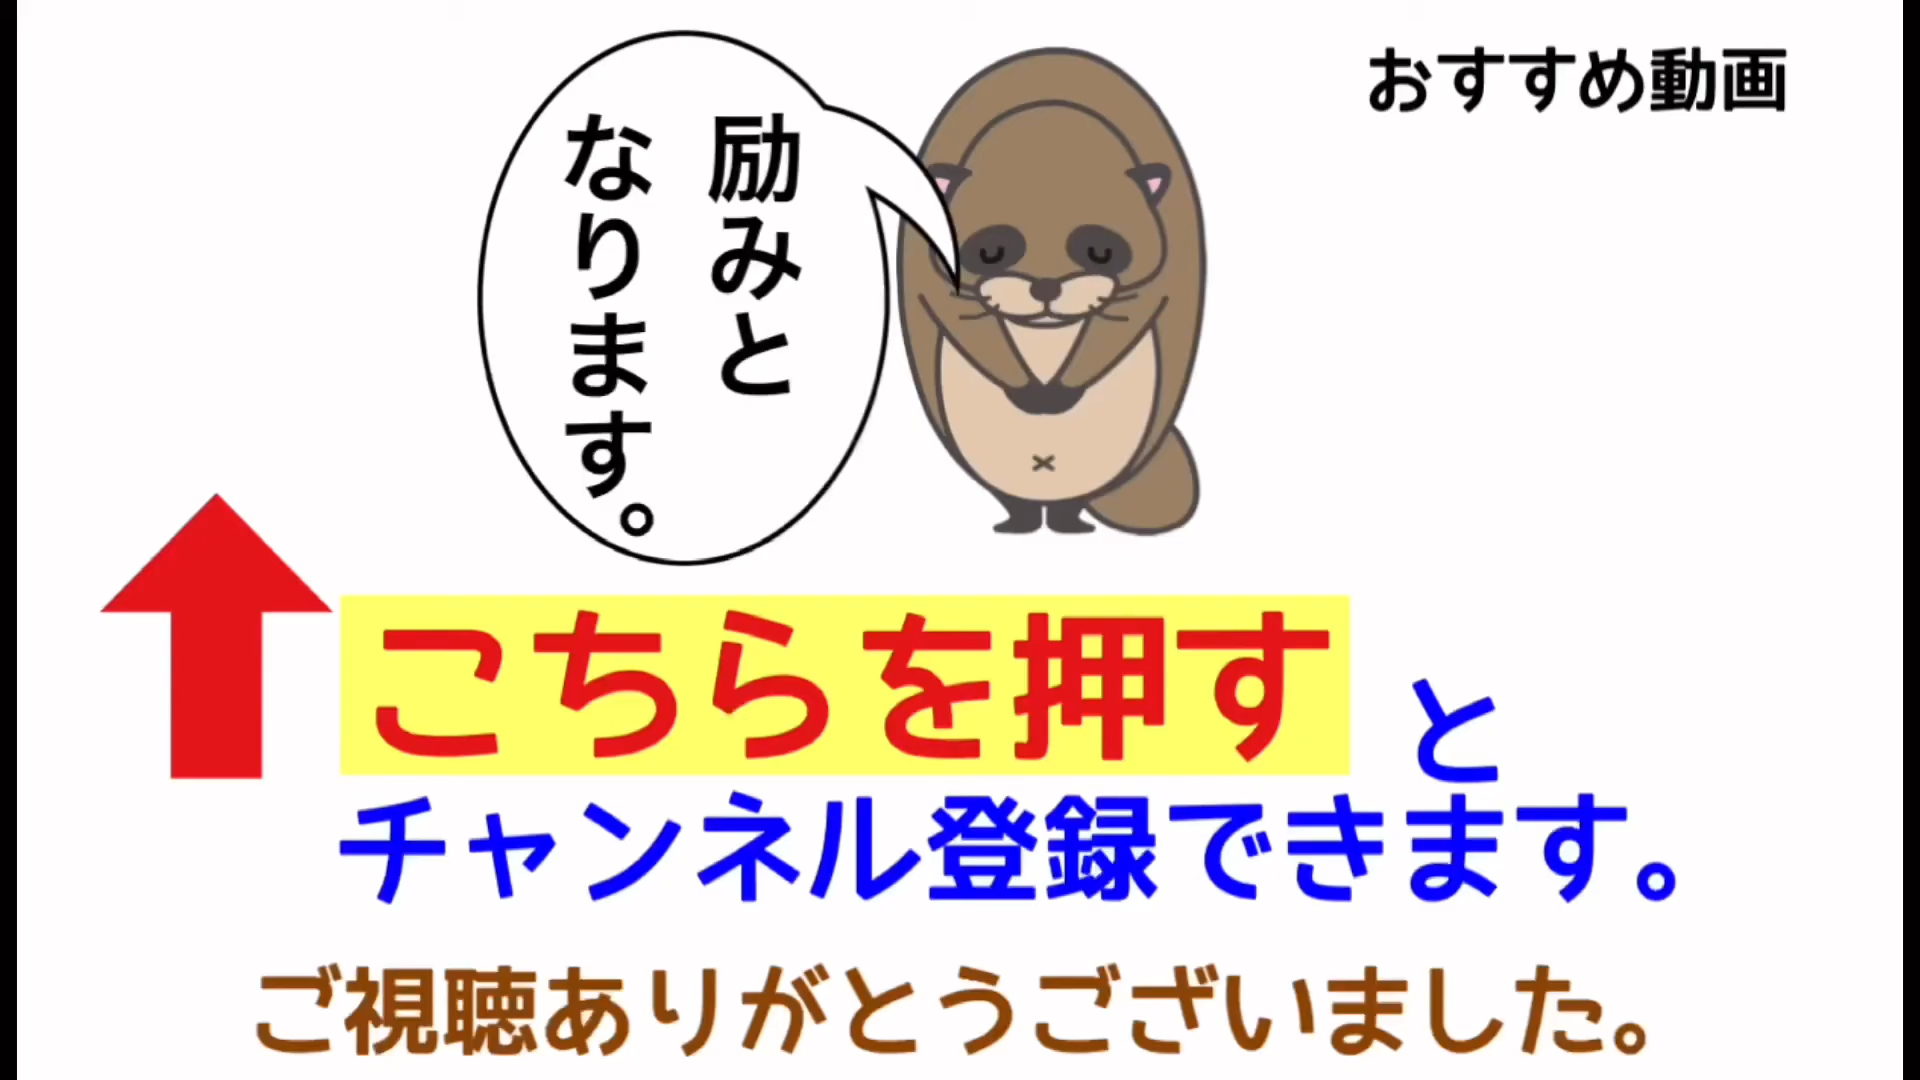 おすすめ動画
励みと
なります。
こちらを押す
と
チャンネル登録できます。
ご視聴ありがとうございました。